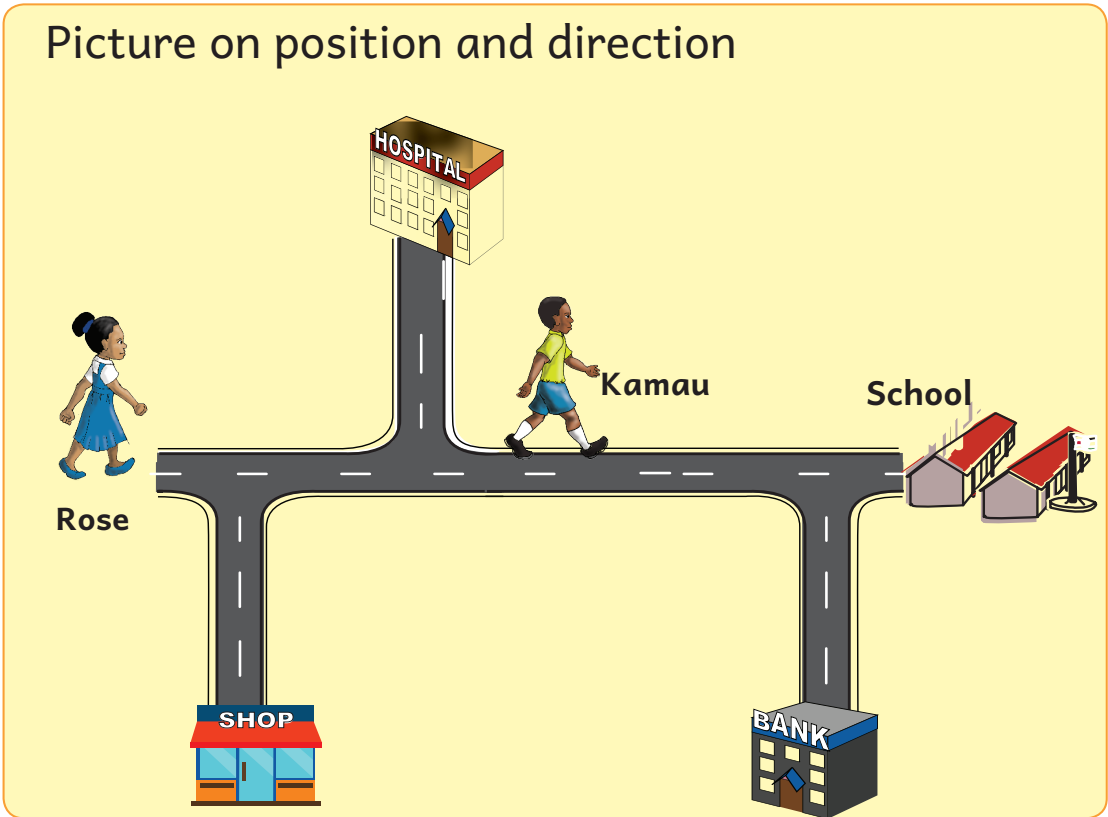 Picture on position and direction
HOSPITAL
Kamau
School
Rose
SHOP
BANK